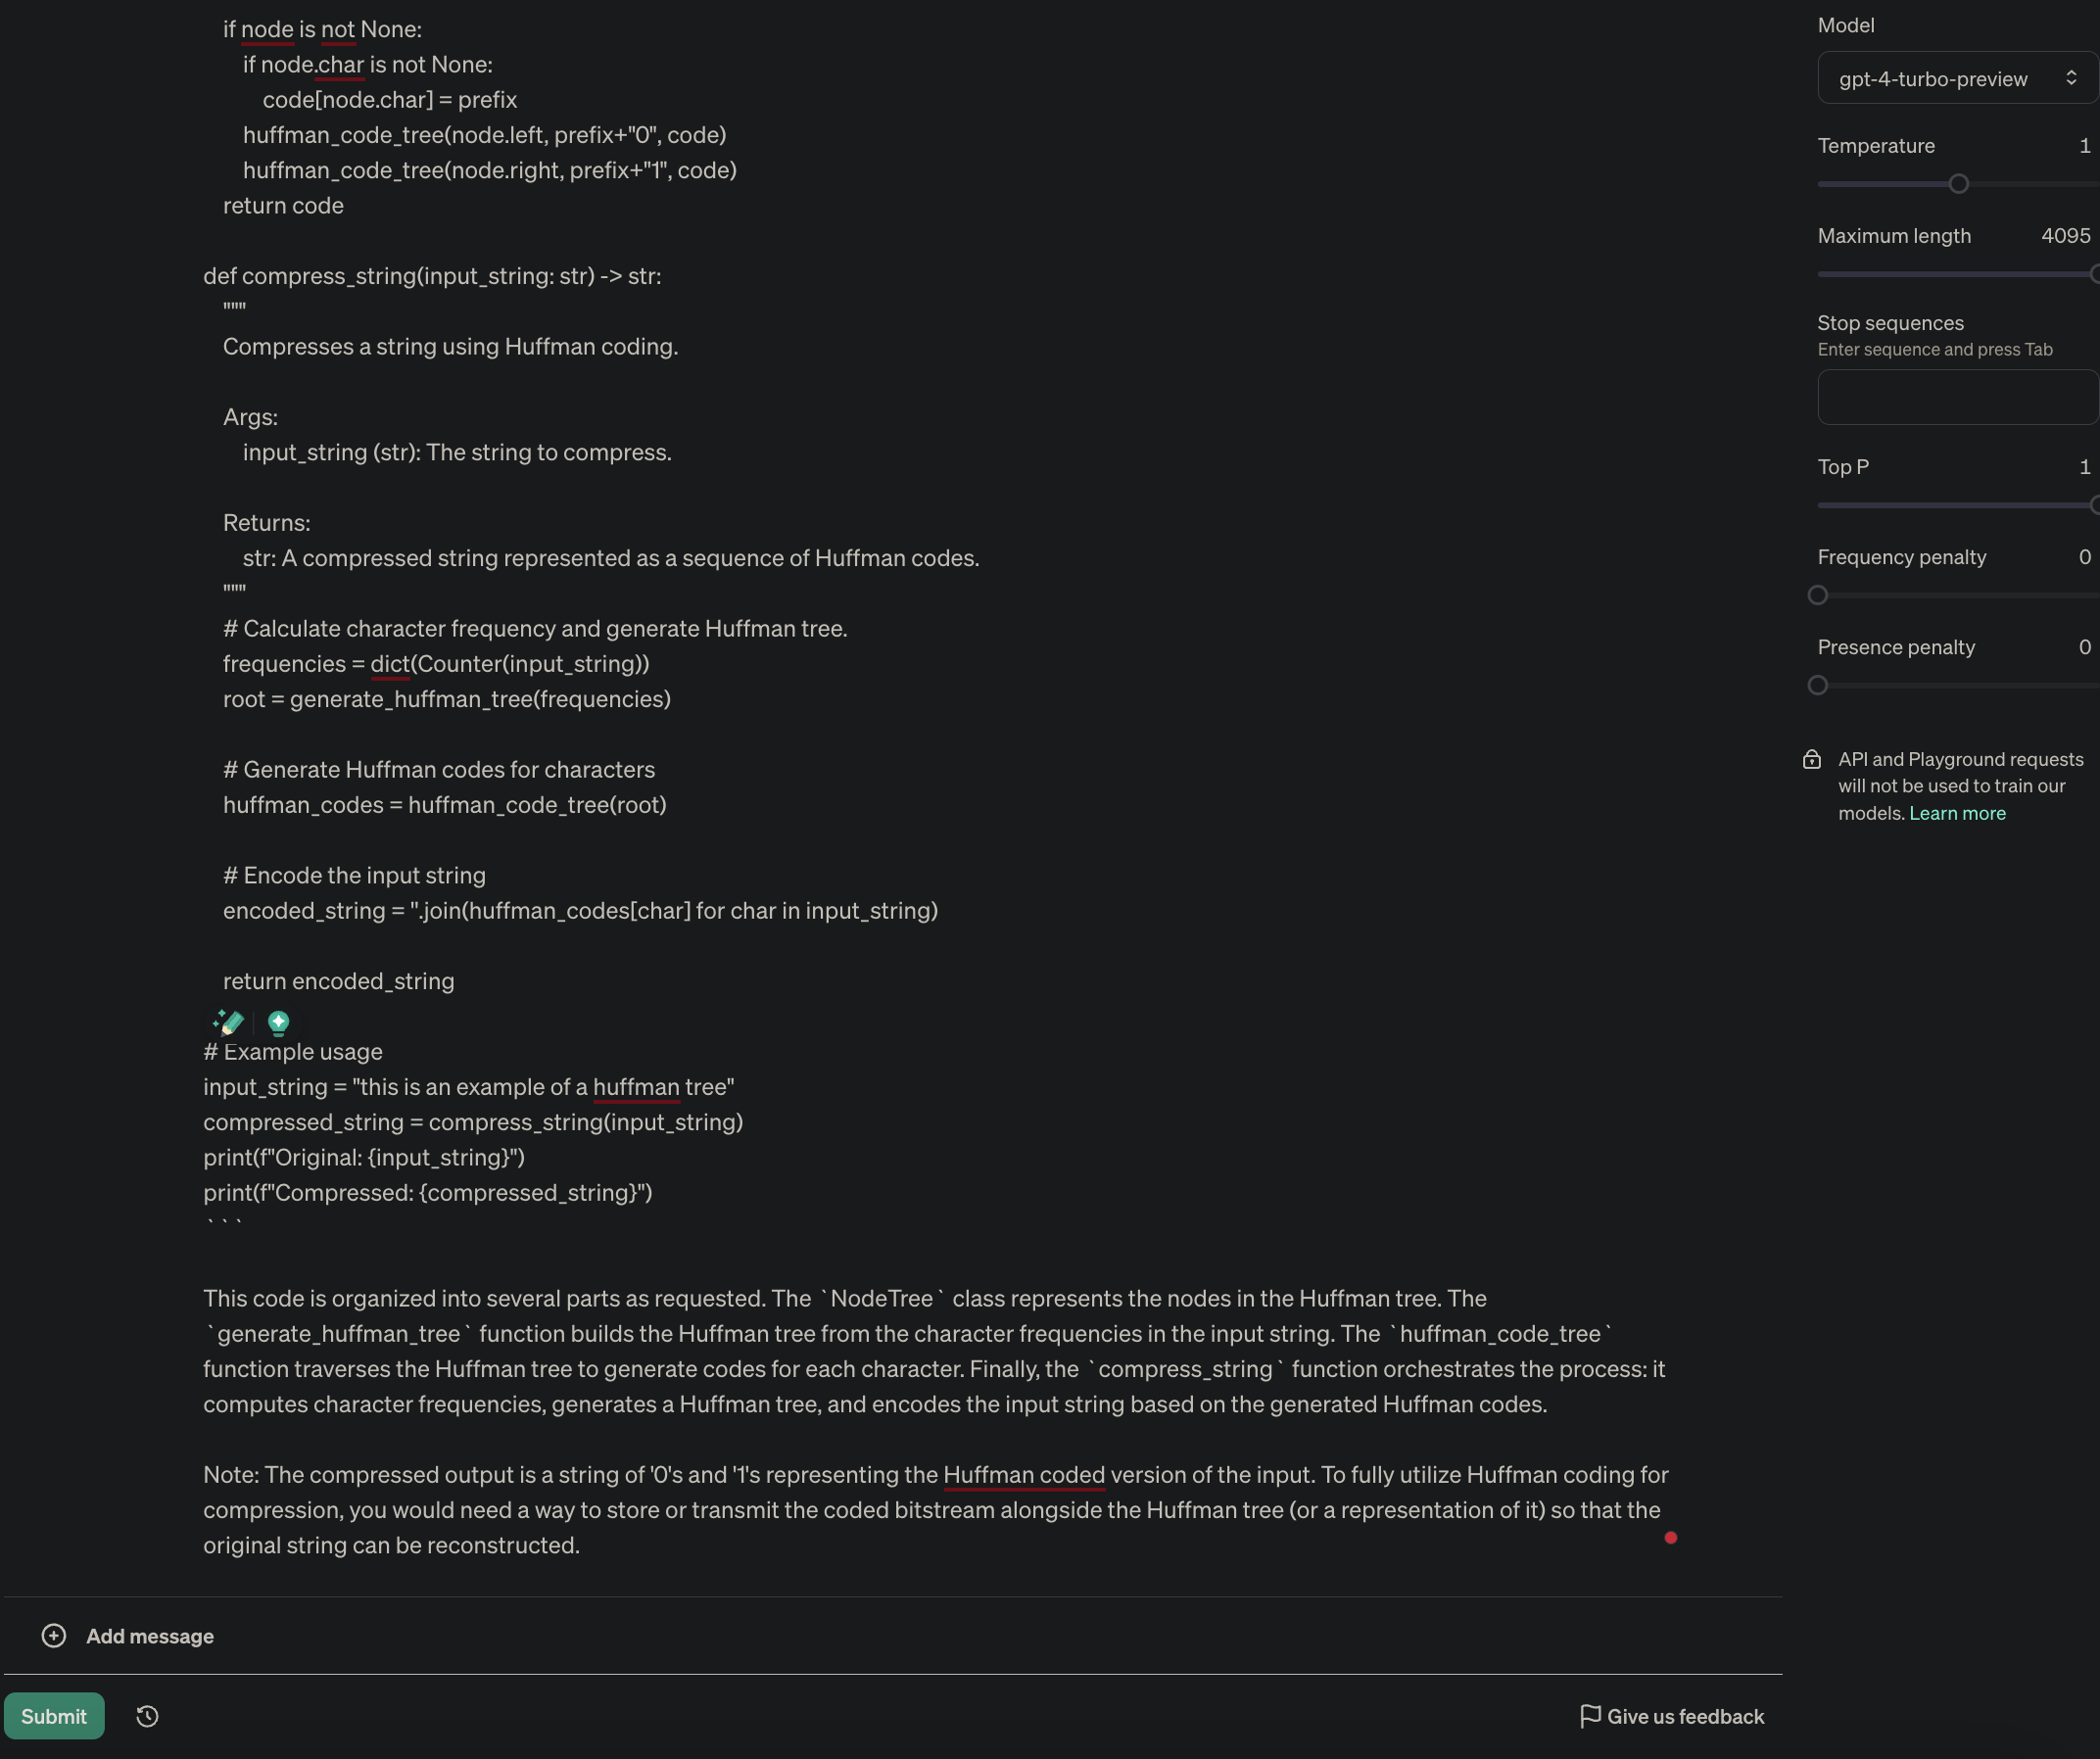 if node is not None:
if node.char is not None:
code[node.char] = prefix
huffman_code_tree(node.left, prefix+"0", code)
huffman_code_tree(node.right, prefix+"1", code)
return code
def compress_string(input_string: str) -> str:
"""
Compresses a string using Huffman coding.
Args:
input_string (str): The string to compress.
Returns:
str: A compressed string represented as a sequence of Huffman codes.
"""
# Calculate character frequency and generate Huffman tree.
frequencies = dict(Counter(input_string))
root = generate_huffman_tree(frequencies)
# Generate Huffman codes for characters
huffman_codes = huffman_code_tree(root)
# Encode the input string
encoded_string = ''.join(huffman_codes[char] for char in input_string)
return encoded_string
# Example usage
input_string = "this is an example of a huffman tree"
compressed_string = compress_string(input_string)
print(f"Original: {input_string}")
print(f"Compressed: {compressed_string}")
```
This code is organized into several parts as requested. The `NodeTree` class represents the nodes in the Huffman tree. The
`generate_huffman_tree` function builds the Huffman tree from the character frequencies in the input string. The `huffman_code_tree`
function traverses the Huffman tree to generate codes for each character. Finally, the `compress_string` function orchestrates the process: it
computes character frequencies, generates a Huffman tree, and encodes the input string based on the generated Huffman codes.
Note: The compressed output is a string of '0's and '1's representing the Huffman coded version of the input. To fully utilize Huffman coding for
compression, you would need a way to store or transmit the coded bitstream alongside the Huffman tree (or a representation of it) so that the
original string can be reconstructed.
Add message
Submit
Give us feedback
Model
gpt-4-turbo-preview
Temperature 1
Maximum length 4095
Stop sequences
Enter sequence and press Tab
Top P 1
Frequency penalty 0
Presence penalty 0
API and Playground requests
will not be used to train our
models. Learn more